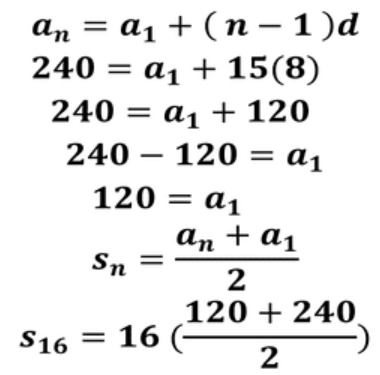 aₙ = a₁ + ( n − 1 )d
240 = a₁ + 15(8)
240 = a₁ + 120
240 − 120 = a₁
120 = a₁
sₙ = (aₙ + a₁)/2
s₁₆ = 16 ((120 + 240)/2)